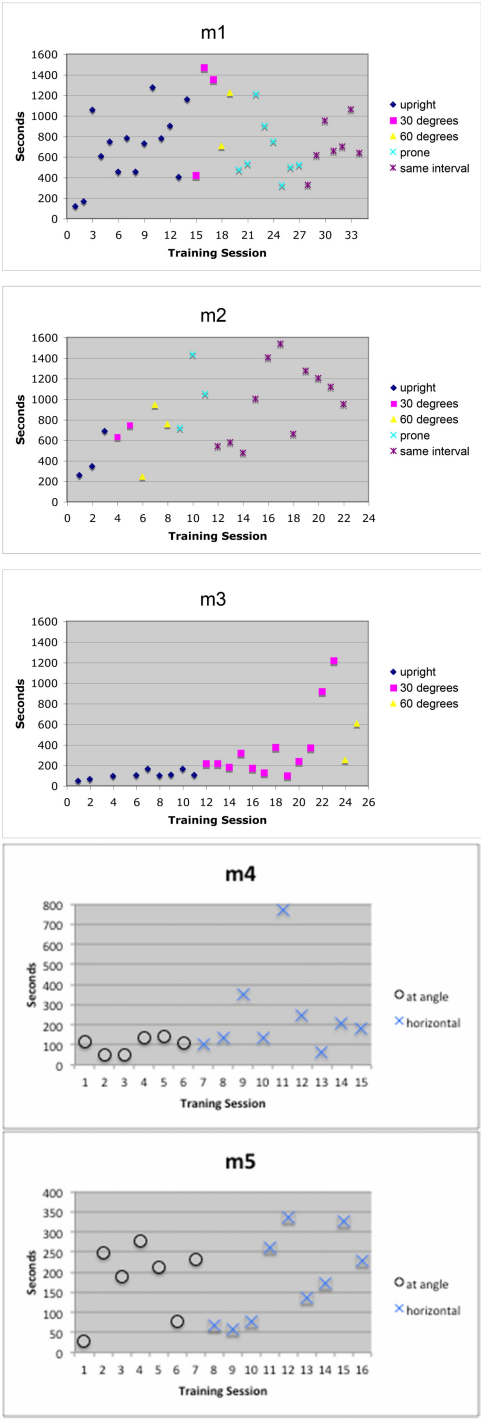 m1
1600
1400
1200
1000
800
600
400
200
0
Seconds
0 3 6 9 12 15 18 21 24 27 30 33
Training Session
upright
30 degrees
60 degrees
prone
same interval
m2
1600
1400
1200
1000
800
600
400
200
0
Seconds
0 2 4 6 8 10 12 14 16 18 20 22 24
Training Session
upright
30 degrees
60 degrees
prone
same interval
m3
1600
1400
1200
1000
800
600
400
200
0
Seconds
0 1 2 4 6 8 10 12 14 16 18 20 22 24 26
Training Session
upright
30 degrees
60 degrees
m4
800
700
600
500
400
300
200
100
0
Seconds
1 2 3 4 5 6 7 8 9 10 11 12 13 14 15
Traning Session
at angle
horizontal
m5
400
350
300
250
200
150
100
50
0
Seconds
1 2 3 4 5 6 7 8 9 10 11 12 13 14 15 16
Training Session
at angle
horizontal